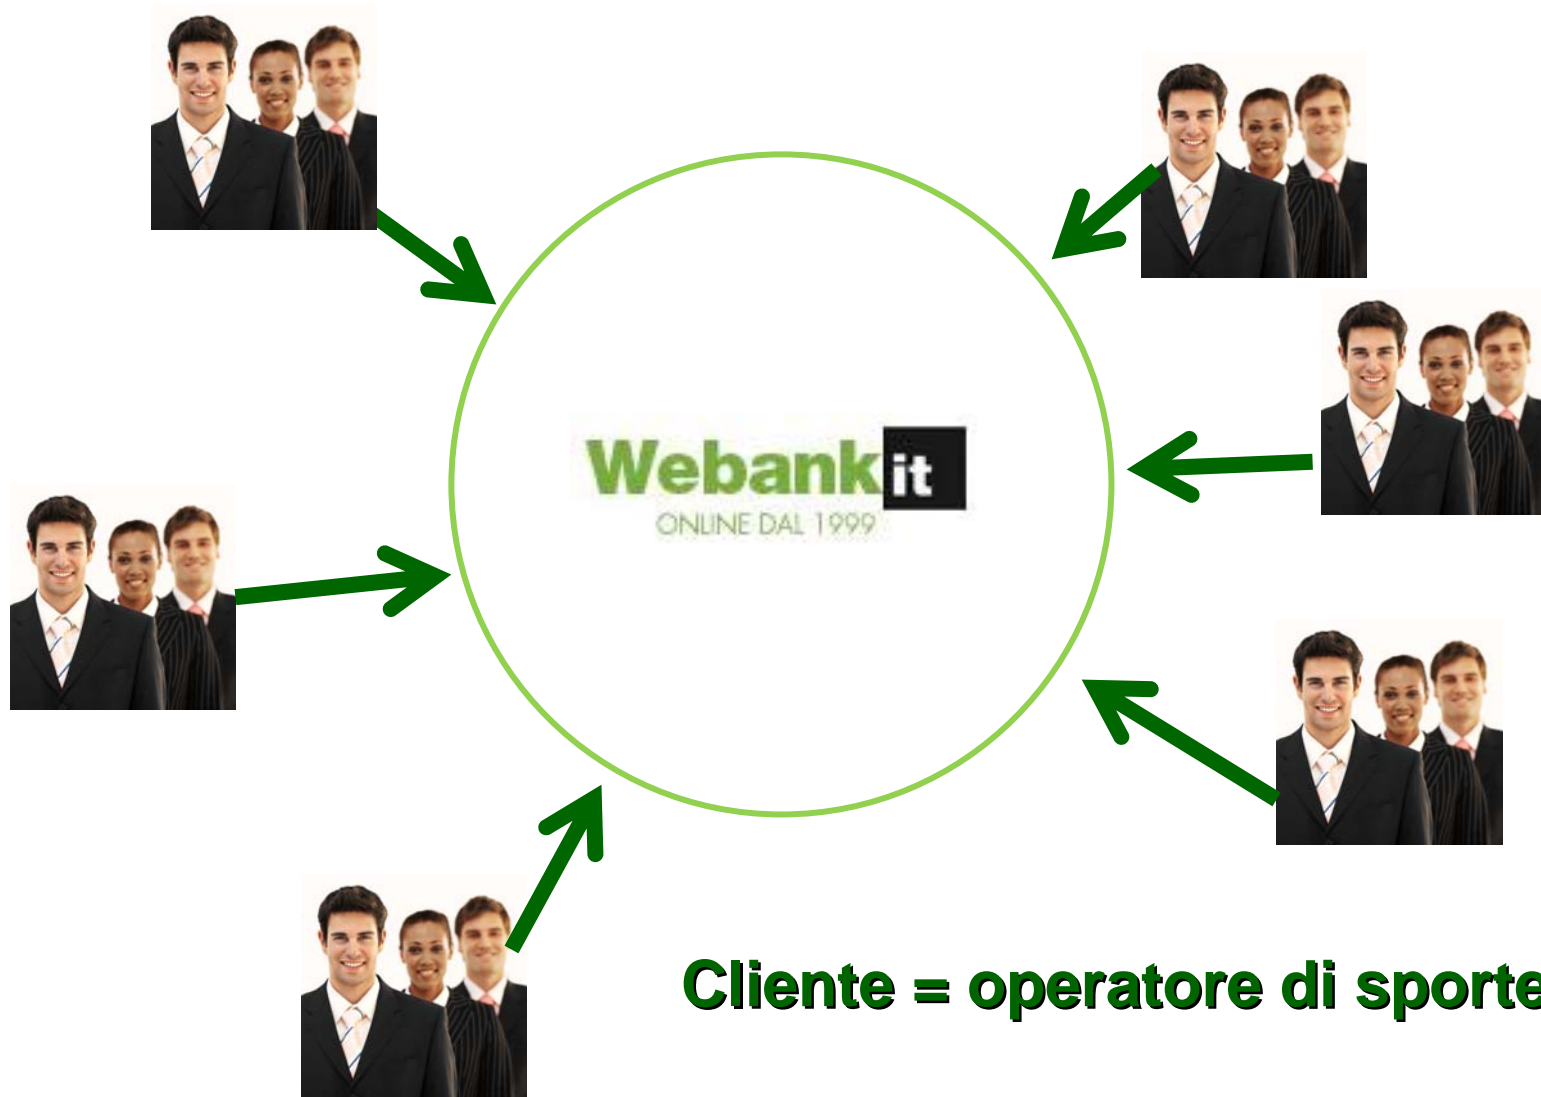 Webank it
ONLINE DAL 1999
Cliente = operatore di sporte